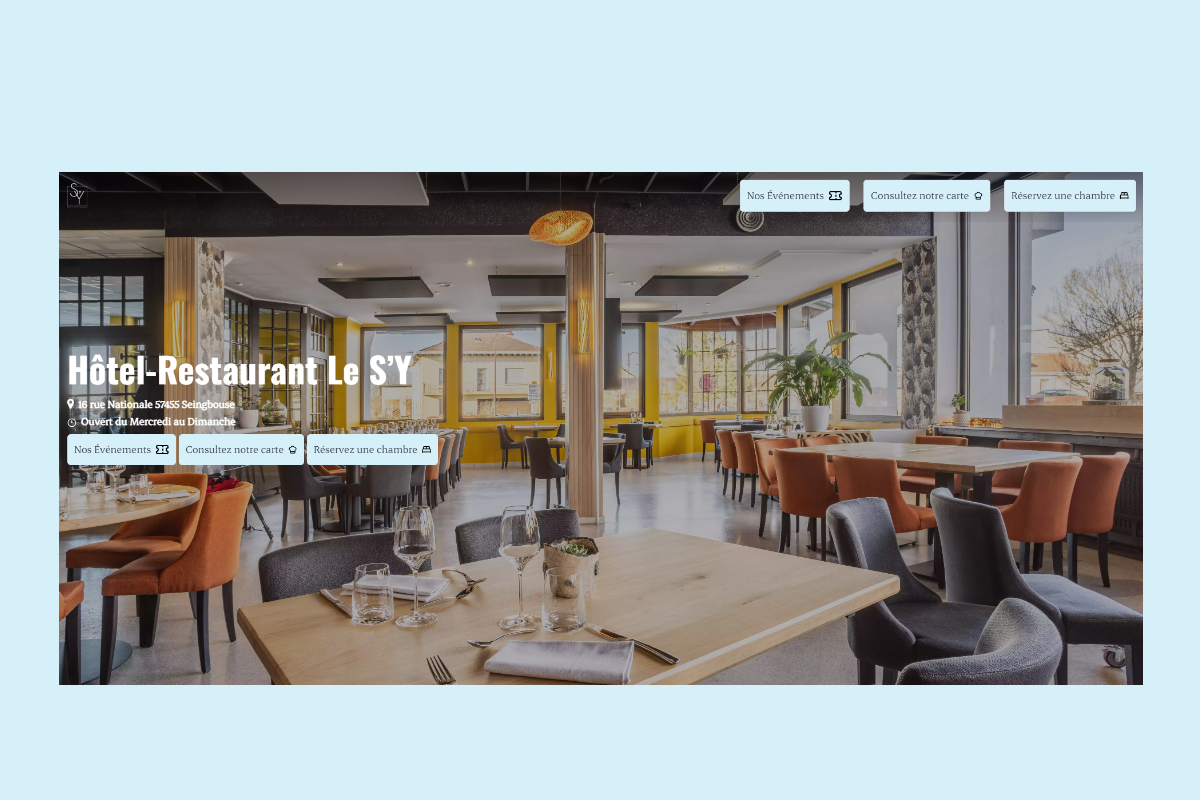 S'Y
Nos Événements
Consultez notre carte
Réservez une chambre
Hôtel-Restaurant Le S'Y
16 rue Nationale 57455 Seingbouse
Ouvert du Mercredi au Dimanche
Nos Événements
Consultez notre carte
Réservez une chambre